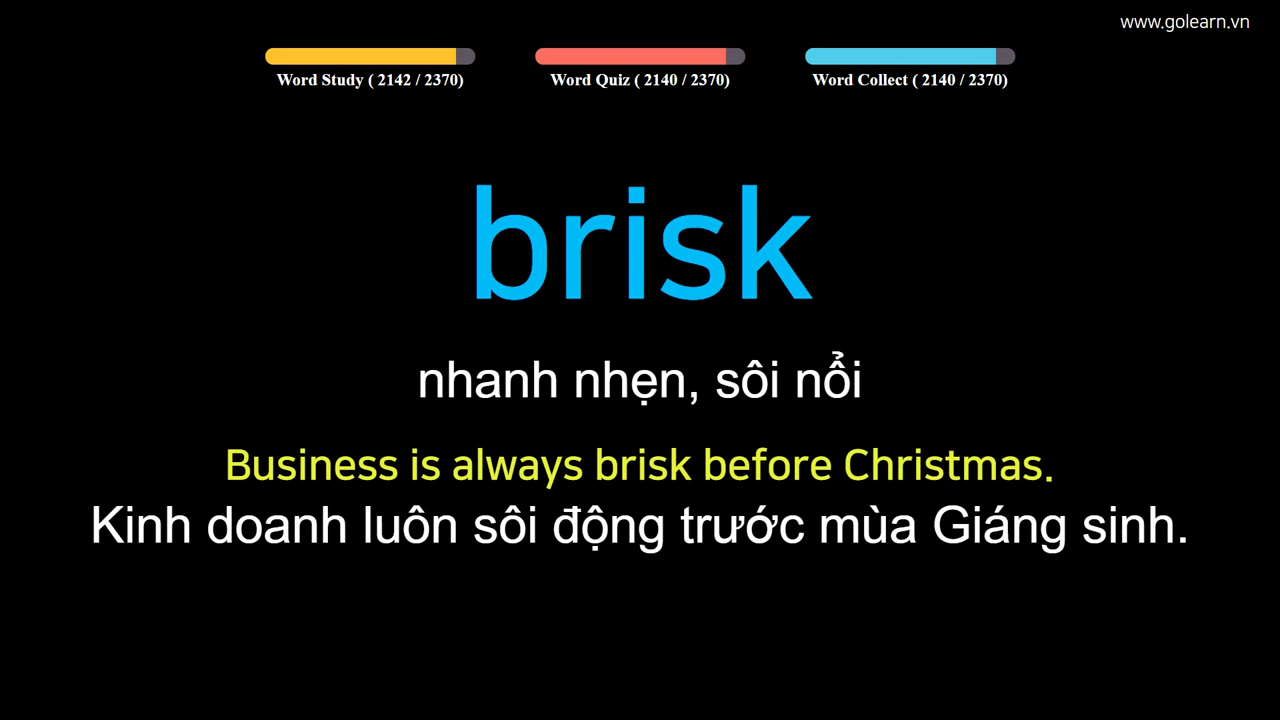 www.golearn.vn
Word Study ( 2142 / 2370)
Word Quiz ( 2140 / 2370)
Word Collect ( 2140 / 2370)
brisk
nhanh nhẹn, sôi nổi
Business is always brisk before Christmas.
Kinh doanh luôn sôi động trước mùa Giáng sinh.